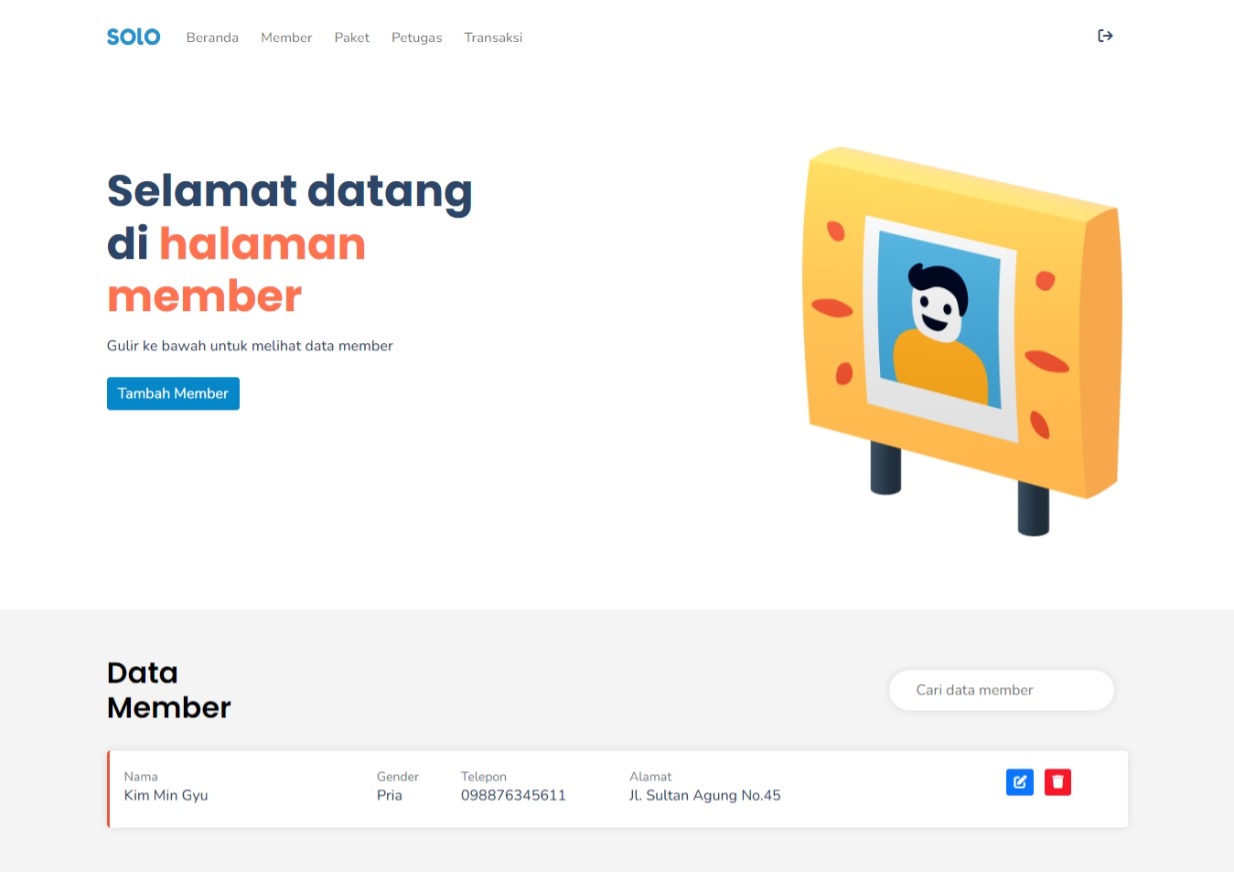 SOLO Beranda Member Paket Petugas Transaksi
Selamat datang
di halaman
member
Gulir ke bawah untuk melihat data member
Tambah Member
Data
Member
Cari data member
Nama Gender Telepon Alamat
Kim Min Gyu Pria 098876345611 Jl. Sultan Agung No.45